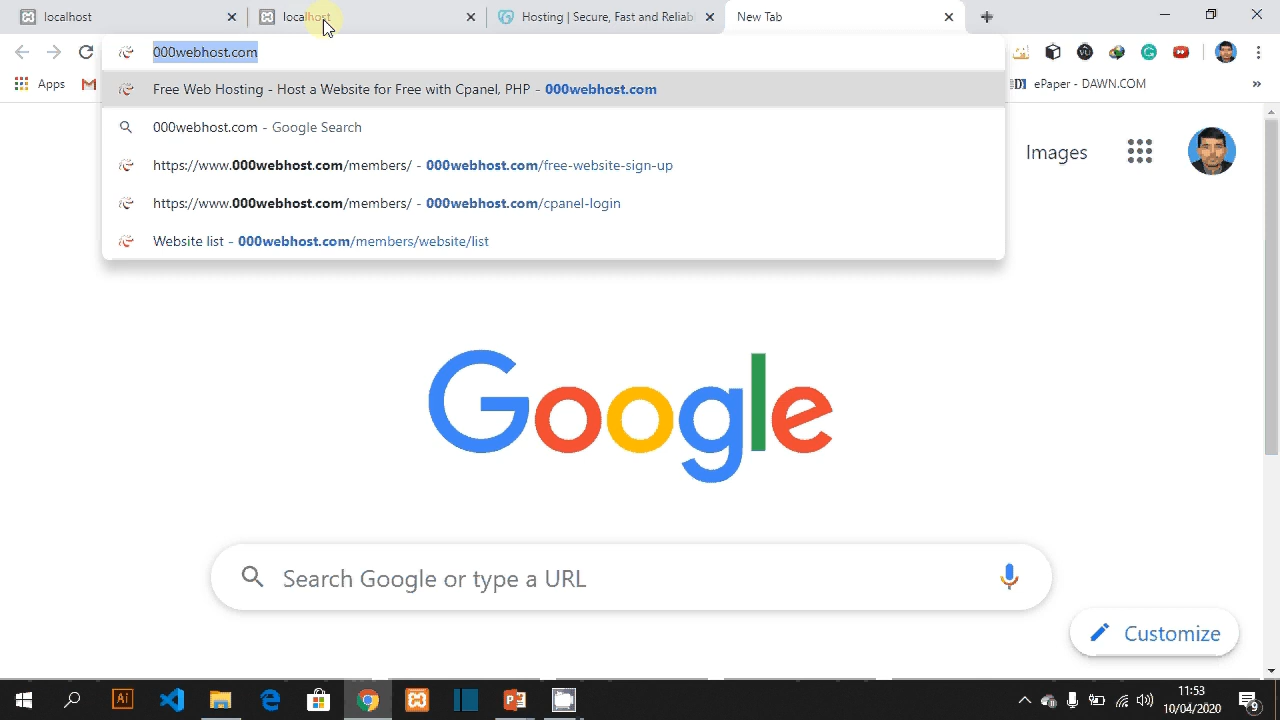 localhost
localhost
Hosting | Secure, Fast and Reliab
New Tab
000webhost.com
Apps
ePaper - DAWN.COM
»
Free Web Hosting - Host a Website for Free with Cpanel, PHP - 000webhost.com
000webhost.com - Google Search
https://www.000webhost.com/members/ - 000webhost.com/free-website-sign-up
https://www.000webhost.com/members/ - 000webhost.com/cpanel-login
Website list - 000webhost.com/members/website/list
Images
Google
Search Google or type a URL
Customize
Ai
11:53
10/04/2020
9